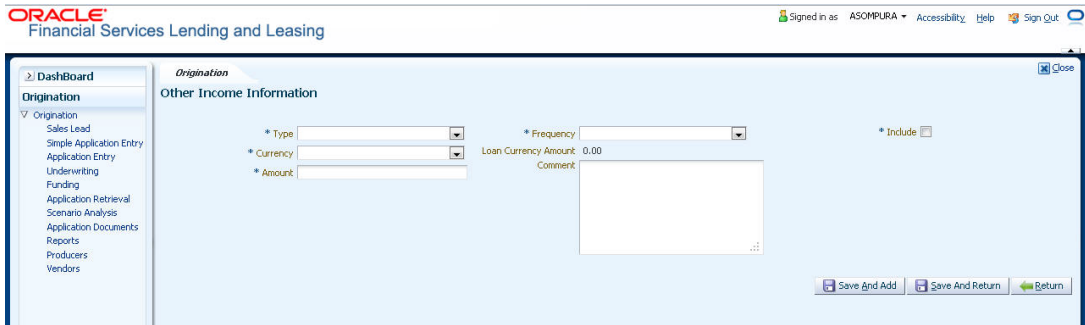 ORACLE®
Financial Services Lending and Leasing
Signed in as ASOMPURA Accessibility Help Sign Out
DashBoard
Origination
Origination
Sales Lead
Simple Application Entry
Application Entry
Underwriting
Funding
Application Retrieval
Scenario Analysis
Application Documents
Reports
Producers
Vendors
Origination
Close
Other Income Information
* Type
* Frequency
* Include
* Currency
Loan Currency Amount 0.00
* Amount
Comment
Save And Add
Save And Return
Return